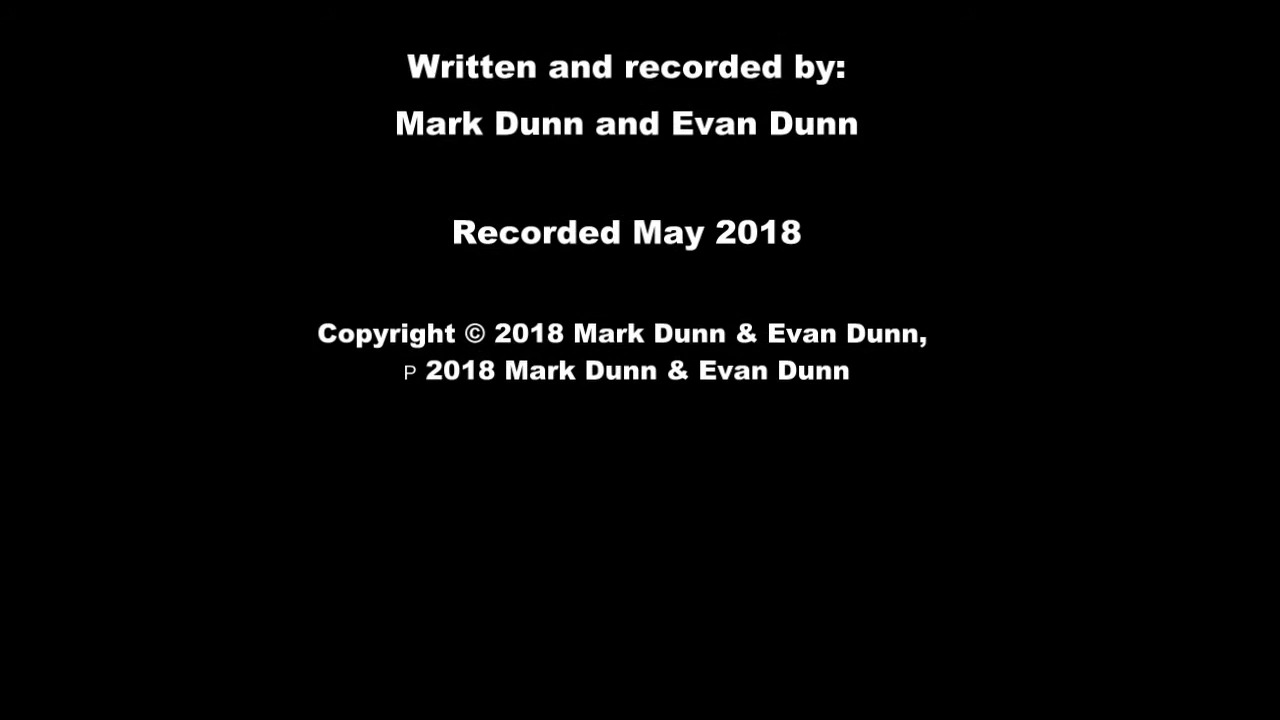 Written and recorded by:
Mark Dunn and Evan Dunn
Recorded May 2018
Copyright © 2018 Mark Dunn & Evan Dunn,
P 2018 Mark Dunn & Evan Dunn